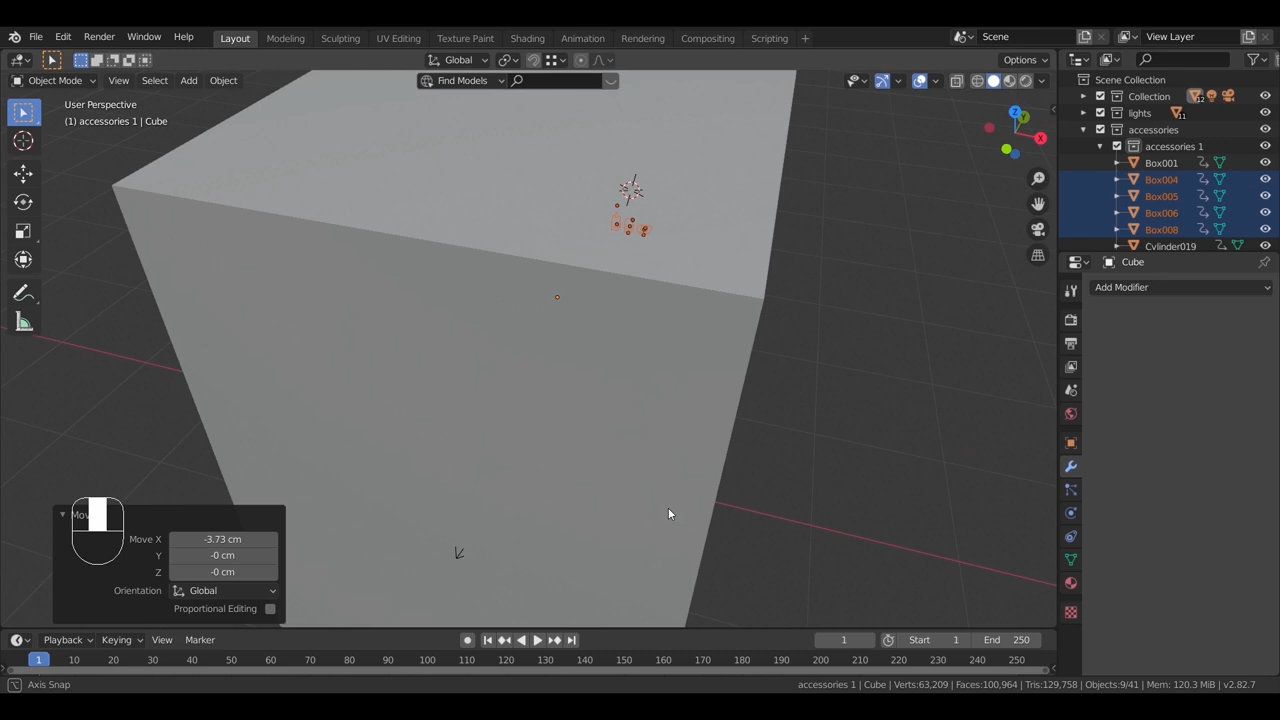 File Edit Render Window Help Layout Modeling Sculpting UV Editing Texture Paint Shading Animation Rendering Compositing Scripting + Scene View Layer
Global Options
Object Mode View Select Add Object Find Models
User Perspective
(1) accessories 1 | Cube
Z
Y
X
Scene Collection
Collection 12
lights 11
accessories
accessories 1
Box001
Box004
Box005
Box006
Box008
Cylinder019
Cube
Add Modifier
Mov
Move X -3.73 cm
Y -0 cm
Z -0 cm
Orientation Global
Proportional Editing
Playback Keying View Marker 1 Start 1 End 250
1 10 20 30 40 50 60 70 80 90 100 110 120 130 140 150 160 170 180 190 200 210 220 230 240 250
Axis Snap accessories 1 | Cube | Verts:63,209 | Faces:100,964 | Tris:129,758 | Objects:9/41 | Mem: 120.3 MiB | v2.82.7